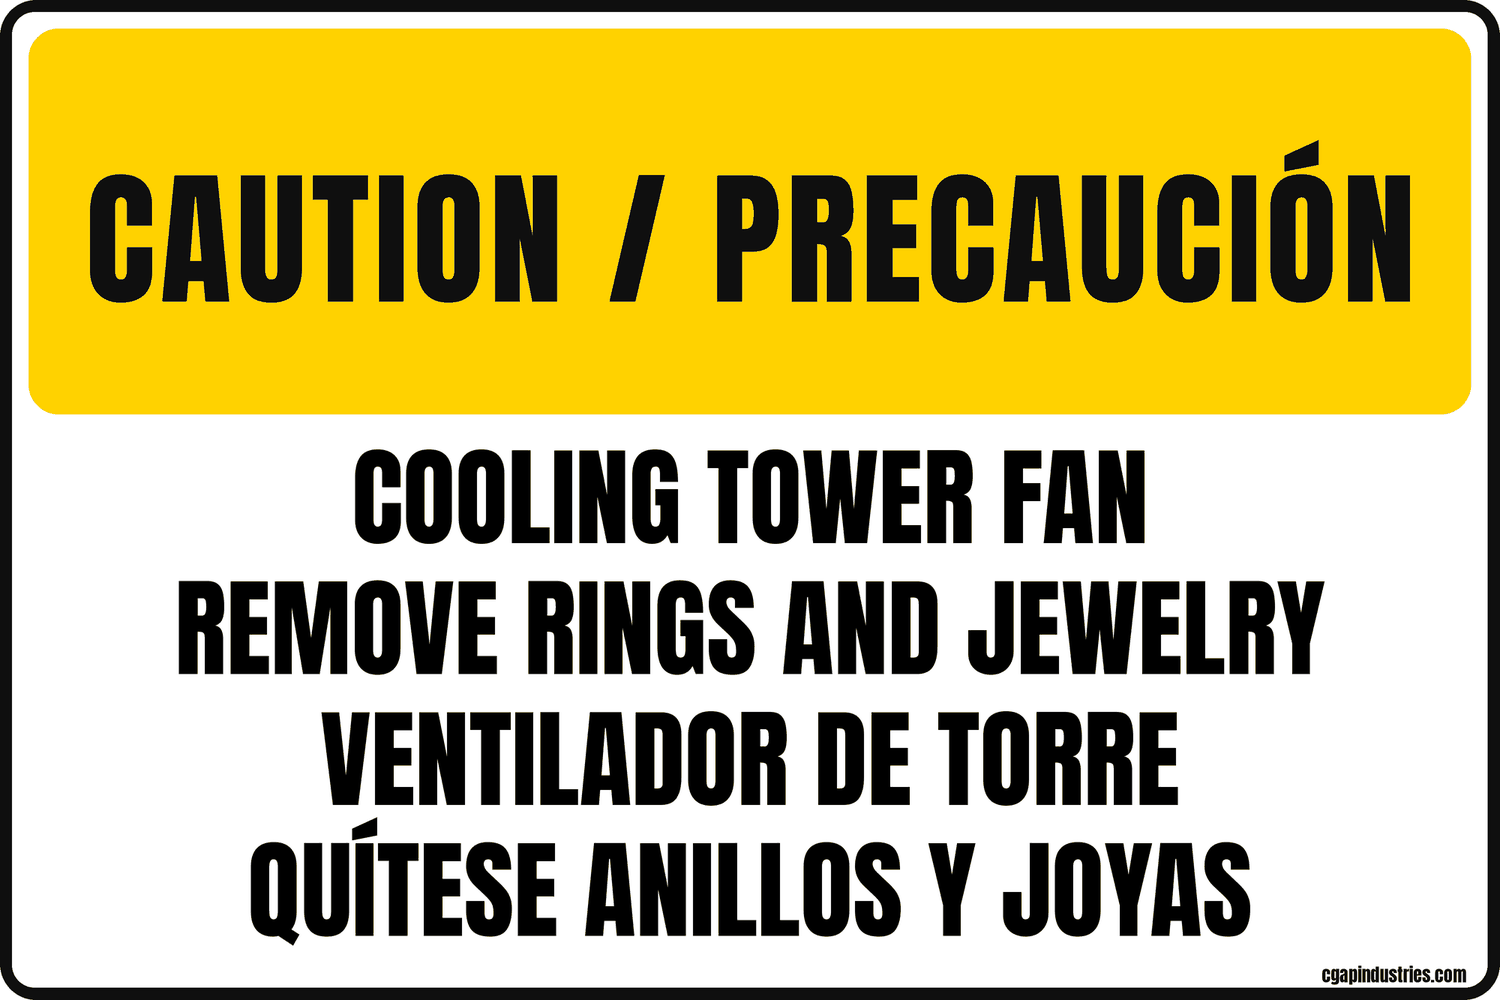 CAUTION / PRECAUCIÓN
COOLING TOWER FAN
REMOVE RINGS AND JEWELRY
VENTILADOR DE TORRE
QUÍTESE ANILLOS Y JOYAS
cgapindustries.com